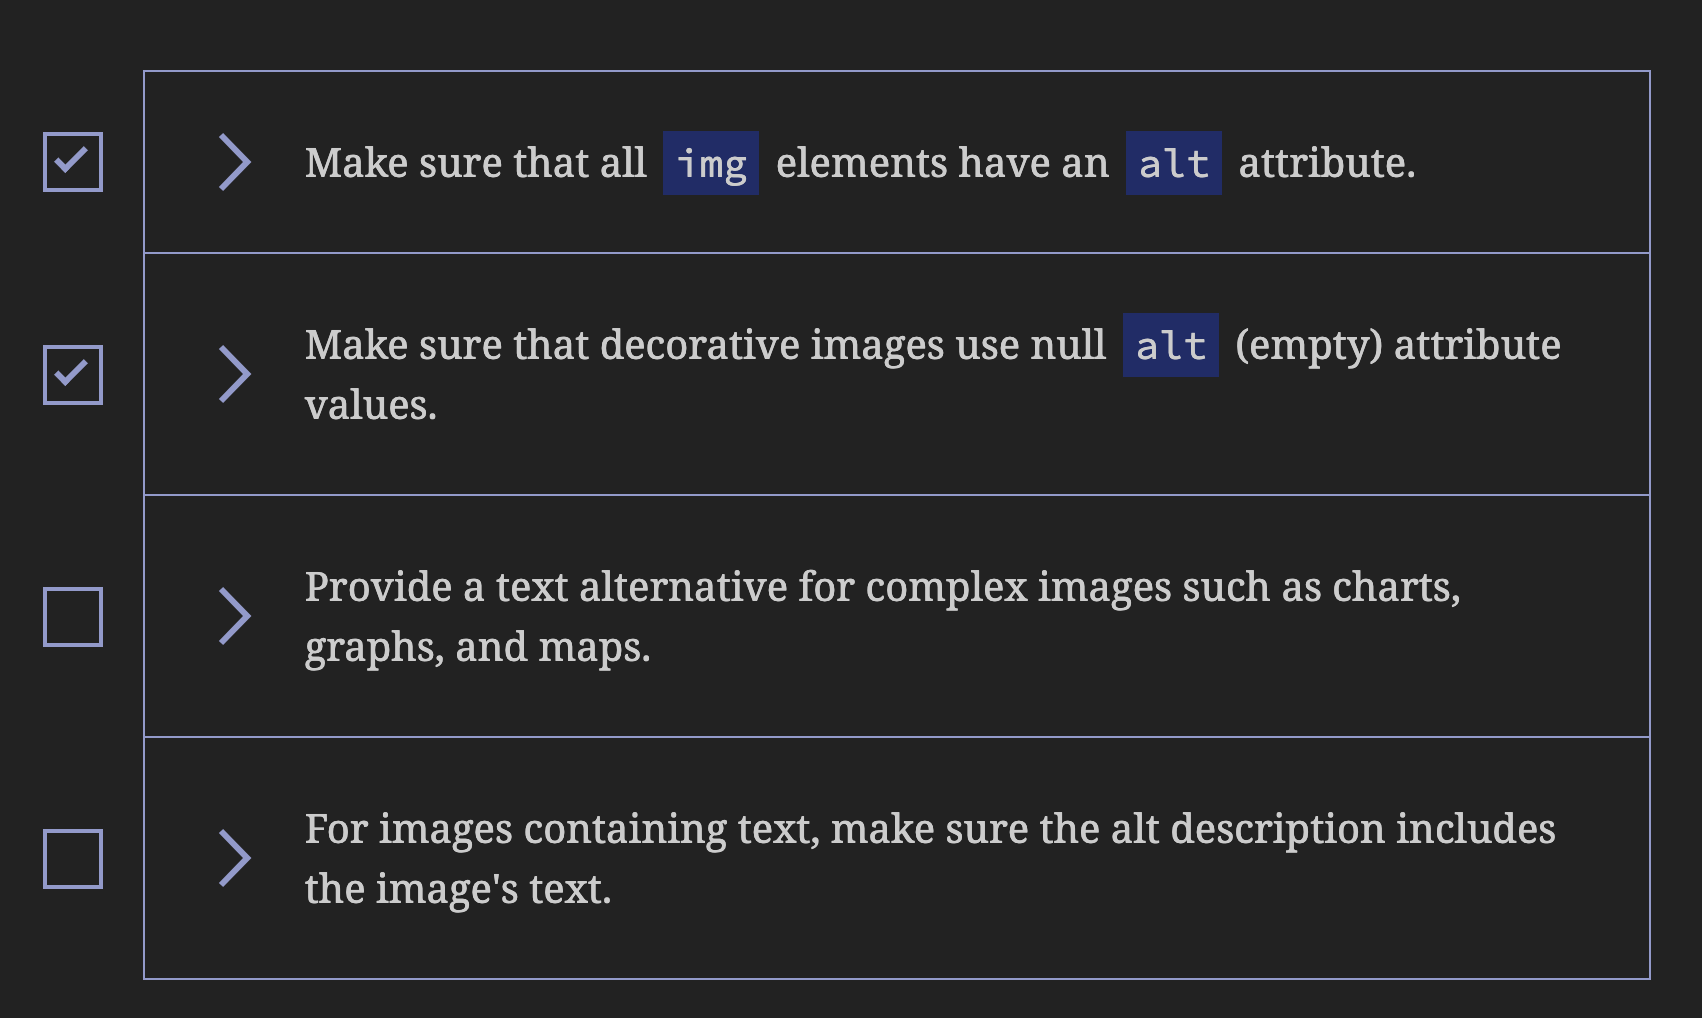 Make sure that all img elements have an alt attribute.
Make sure that decorative images use null alt (empty) attribute
values.
Provide a text alternative for complex images such as charts,
graphs, and maps.
For images containing text, make sure the alt description includes
the image's text.